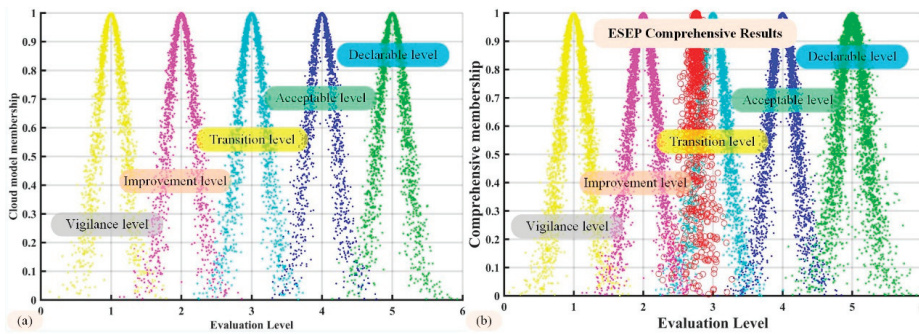 1
0.9
0.8
0.7
0.6
0.5
0.4
0.3
0.2
0.1
0
Cloud model membership
Declarable level
Acceptable level
Transition level
Improvement level
Vigilance level
0 1 2 3 4 5 6
Evaluation Level
(a)
1
0.9
0.8
0.7
0.6
0.5
0.4
0.3
0.2
0.1
0
Comprehensive membership
ESEP Comprehensive Results
Declarable level
Acceptable level
Transition level
Improvement level
Vigilance level
0 1 2 3 4 5
Evaluation Level
(b)